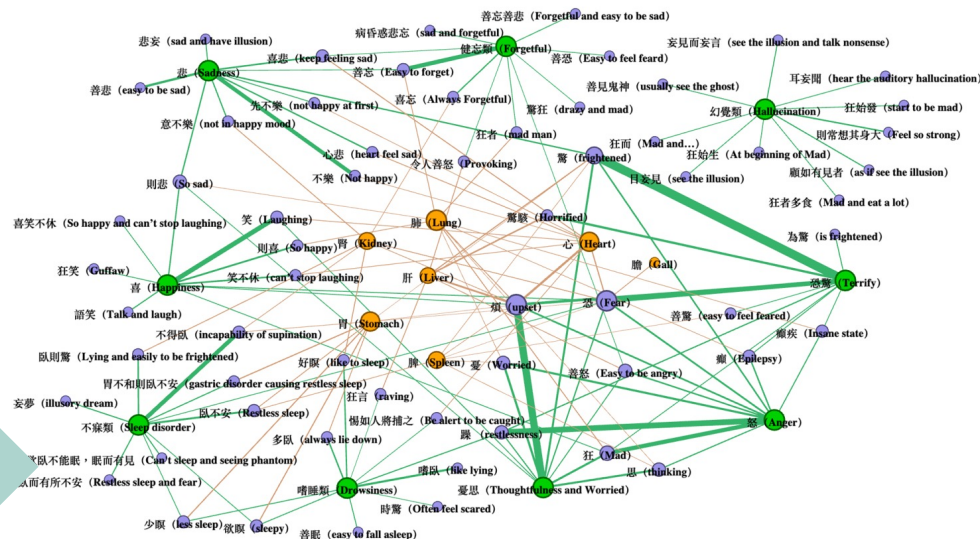 善忘善悲 (Forgetful and easy to be sad)
病昏惑悲忘 (sad and forgetful)
悲妄 (sad and have illusion)
妄見而妄言 (see the illusion and talk nonsense)
健忘類 (Forgetful)
喜悲 (keep feeling sad)
善恐 (Easy to feel feard)
悲 (Sadness)
善忘 (Easy to forget)
耳妄聞 (hear the auditory hallucination)
善悲 (easy to be sad)
善見鬼神 (usually see the ghost)
喜忘 (Always Forgetful)
先不樂 (not happy at first)
驚狂 (drazy and mad)
幻覺類 (Hallucination)
狂始發 (start to be mad)
意不樂 (not in happy mood)
狂者 (mad man)
則常想其身大 (Feel so strong)
狂而 (Mad and…)
心悲 (heart feel sad)
驚 (frightened)
狂始生 (At beginning of Mad)
令人善怒 (Provoking)
顧如有見者 (as if see the illusion)
不樂 (Not happy)
目妄見 (see the illusion)
則悲 (So sad)
狂者多食 (Mad and eat a lot)
喜笑不休 (So happy and can't stop laughing)
笑 (Laughing)
肺 (Lung)
驚駭 (Horrified)
為驚 (is frightened)
則喜 (So happy)
腎 (Kidney)
心 (Heart)
膽 (Gall)
狂笑 (Guffaw)
笑不休 (can't stop laughing)
肝 (Liver)
喜 (Happiness)
恐驚 (Terrify)
煩 (upset)
恐 (Fear)
語笑 (Talk and laugh)
善驚 (easy to feel feared)
胃 (Stomach)
不得臥 (incapability of supination)
癲疾 (Insane state)
臥則驚 (Lying and easily to be frightened)
好瞑 (like to sleep)
脾 (Spleen)
憂 (Worried)
癲 (Epilepsy)
善怒 (Easy to be angry)
胃不和則臥不安 (gastric disorder causing restless sleep)
狂言 (raving)
妄夢 (illusory dream)
臥不安 (Restless sleep)
惕如人將捕之 (Be alert to be caught)
怒 (Anger)
不寐類 (Sleep disorder)
躁 (restlessness)
多臥 (always lie down)
狂 (Mad)
欲臥不能眠，眠而有見 (Can't sleep and seeing phantom)
嗜臥 (like lying)
思 (thinking)
臥而有所不安 (Restless sleep and fear)
嗜睡類 (Drowsiness)
憂思 (Thoughtfulness and Worried)
時驚 (Often feel scared)
少瞑 (less sleep)
欲瞑 (sleepy)
善眠 (easy to fall asleep)